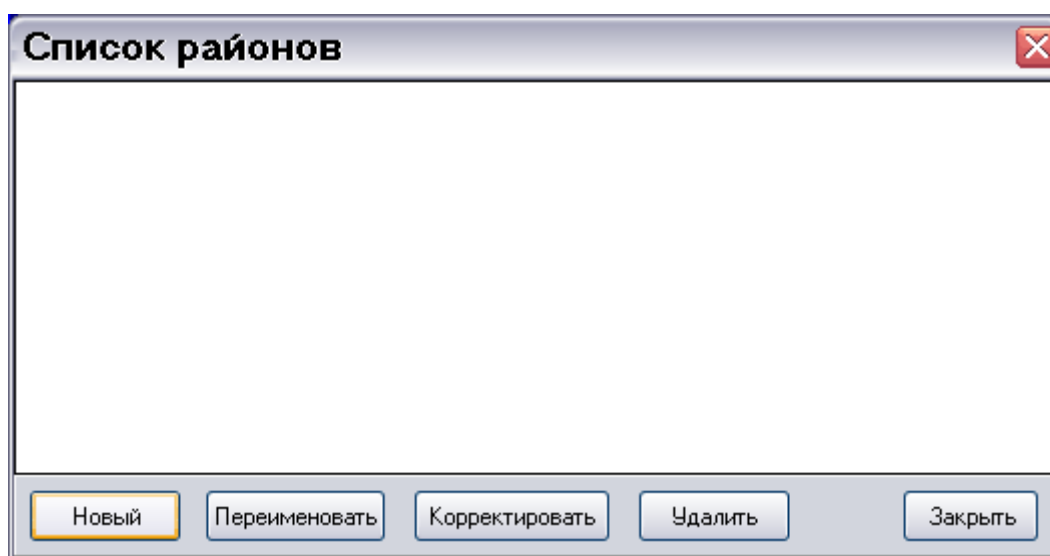 Список районов
Новый Переименовать Корректировать Удалить Закрыть